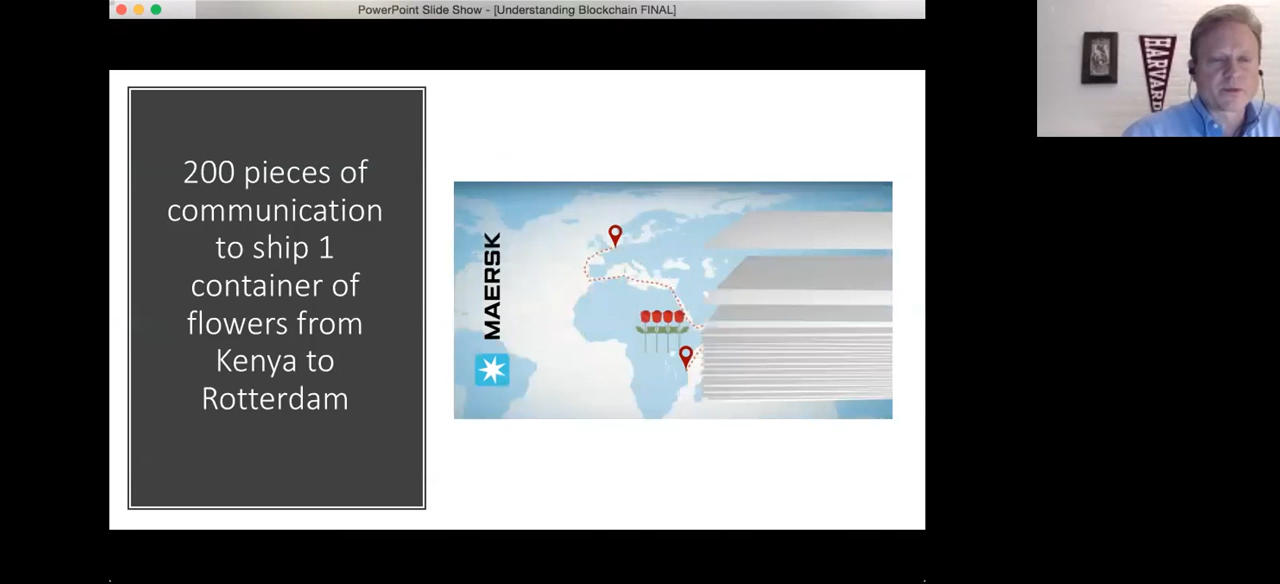 PowerPoint Slide Show - [Understanding Blockchain FINAL]
HARVARD
200 pieces of
communication
to ship 1
container of
flowers from
Kenya to
Rotterdam
MAERSK